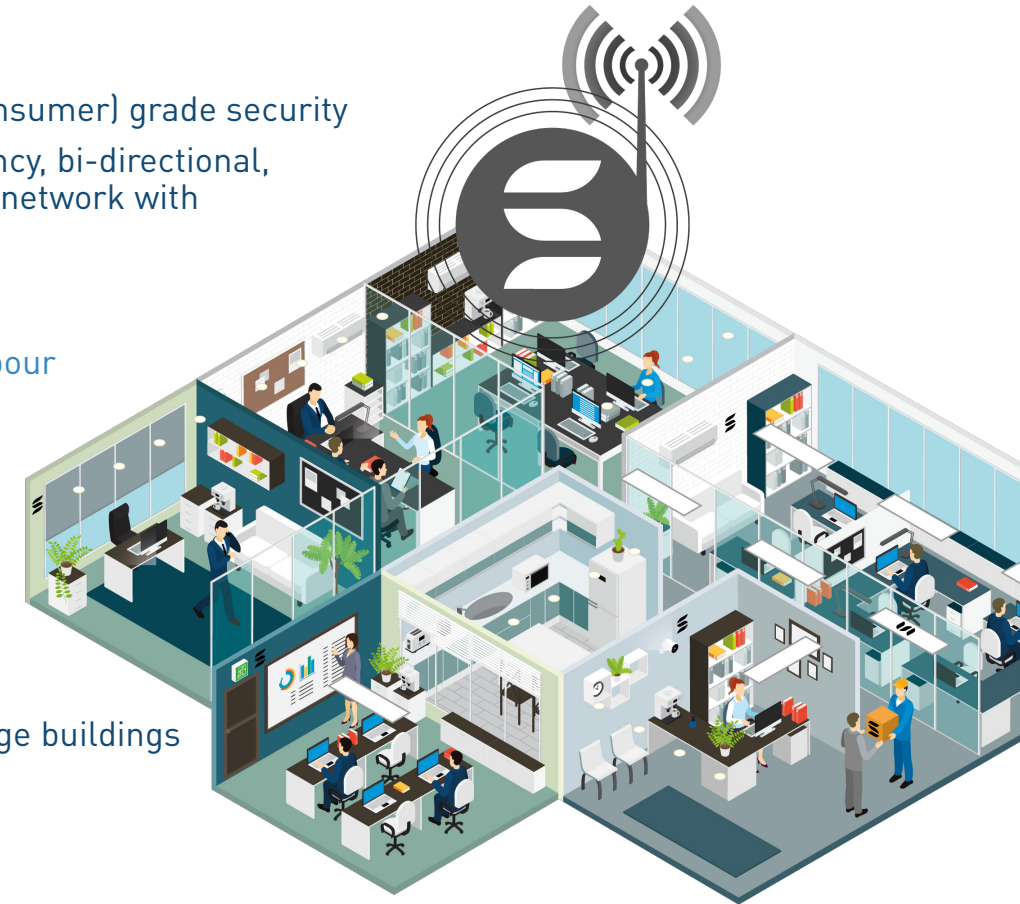 nsumer) grade security
ncy, bi-directional,
network with
our
ge buildings